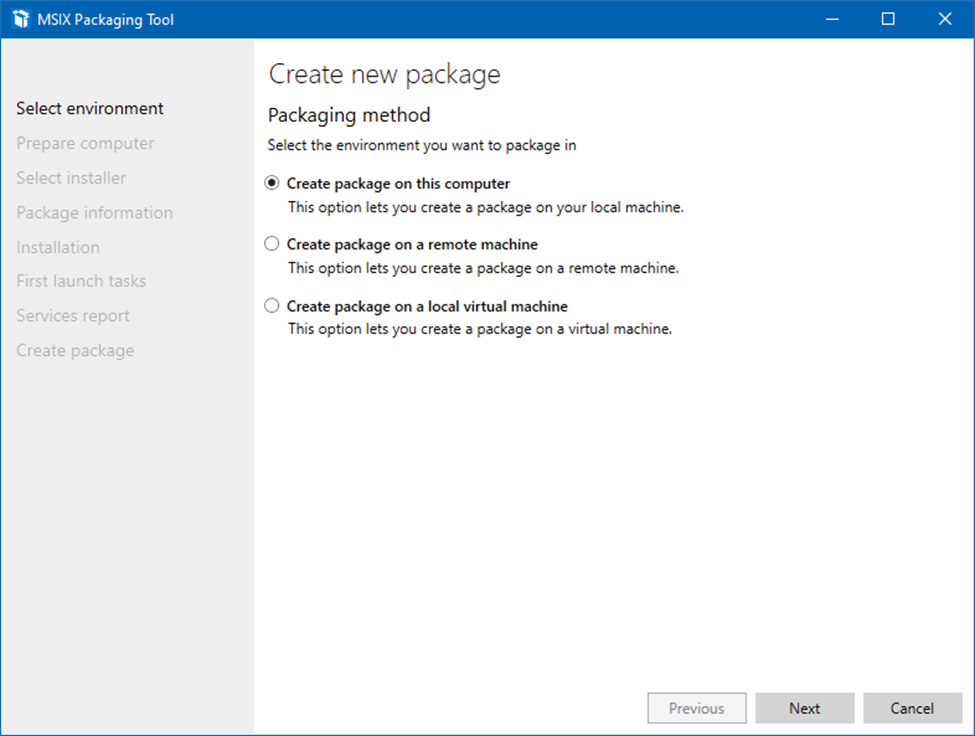 MSIX Packaging Tool
Select environment
Prepare computer
Select installer
Package information
Installation
First launch tasks
Services report
Create package
Create new package
Packaging method
Select the environment you want to package in
Create package on this computer
This option lets you create a package on your local machine.
Create package on a remote machine
This option lets you create a package on a remote machine.
Create package on a local virtual machine
This option lets you create a package on a virtual machine.
Previous
Next
Cancel